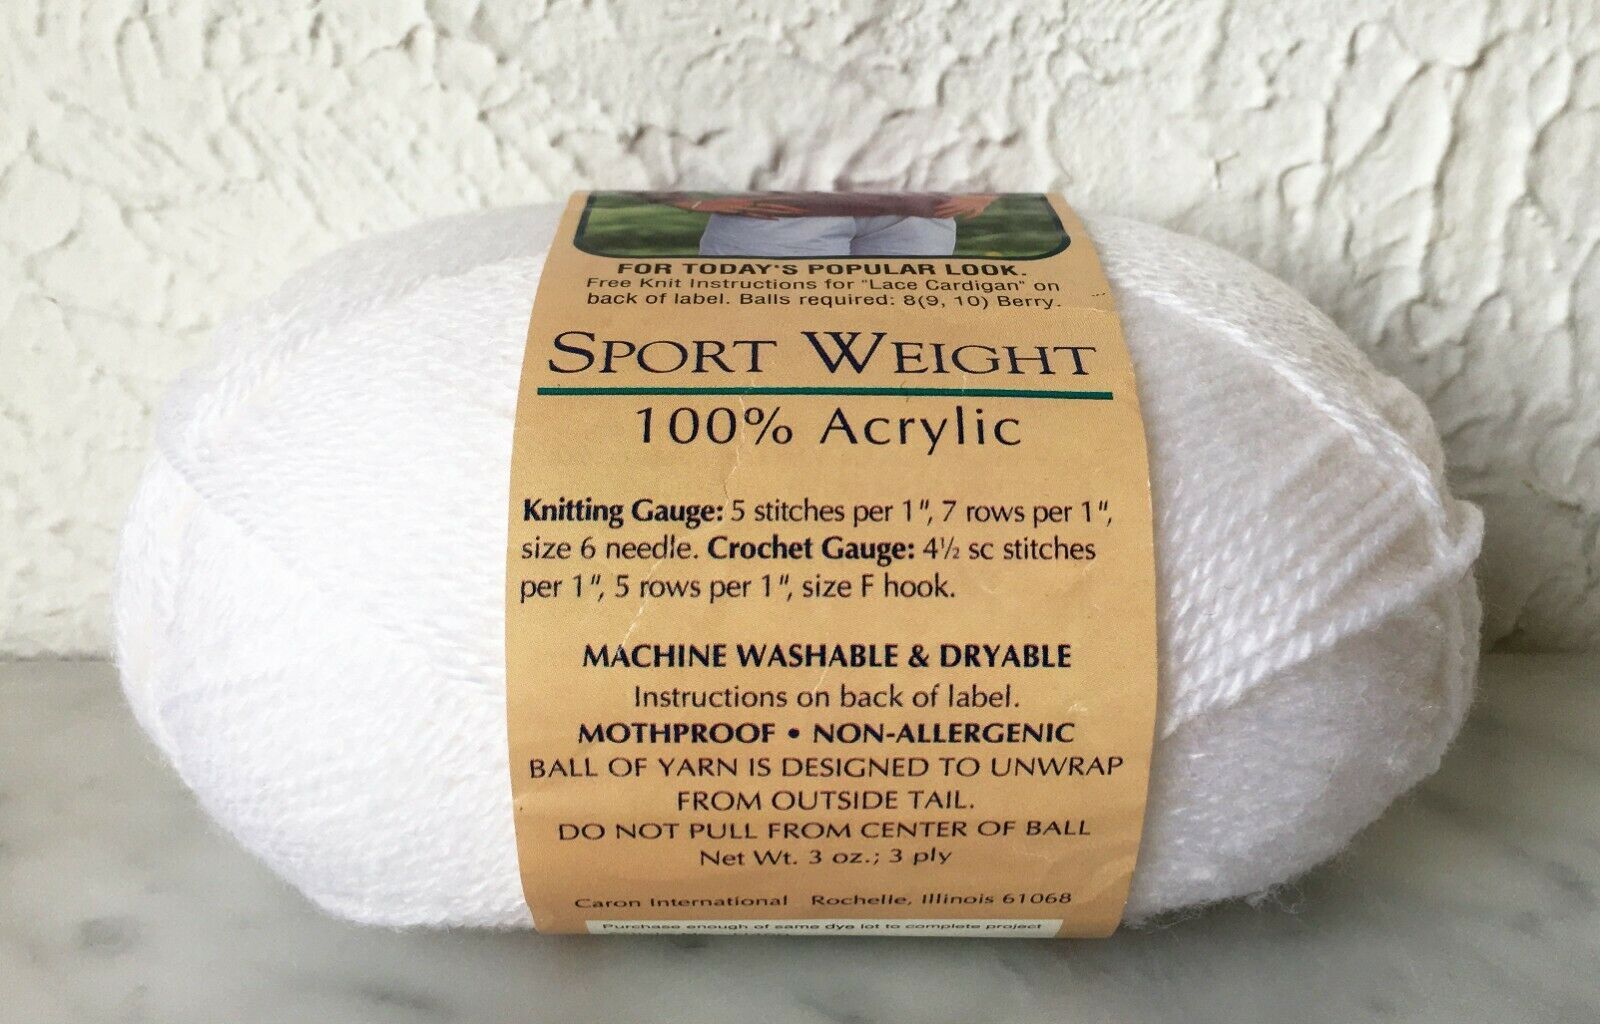 FOR TODAY'S POPULAR LOOK.
Free Knit Instructions for "Lace Cardigan" on
back of label. Balls required: 8(9, 10) Berry.
SPORT WEIGHT
100% Acrylic
Knitting Gauge: 5 stitches per 1", 7 rows per 1",
size 6 needle. Crochet Gauge: 4½ sc stitches
per 1", 5 rows per 1", size F hook.
MACHINE WASHABLE & DRYABLE
Instructions on back of label.
MOTHPROOF • NON-ALLERGENIC
BALL OF YARN IS DESIGNED TO UNWRAP
FROM OUTSIDE TAIL.
DO NOT PULL FROM CENTER OF BALL
Net Wt. 3 oz.; 3 ply
Caron International Rochelle, Illinois 61068
Purchase enough of same dye lot to complete project